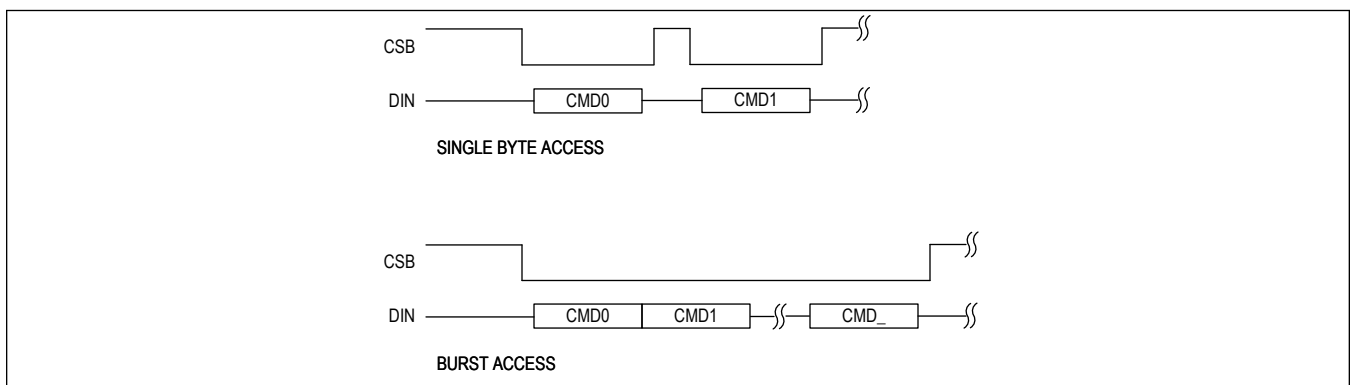 CSB
DIN CMD0 CMD1
SINGLE BYTE ACCESS
CSB
DIN CMD0 CMD1 CMD_
BURST ACCESS